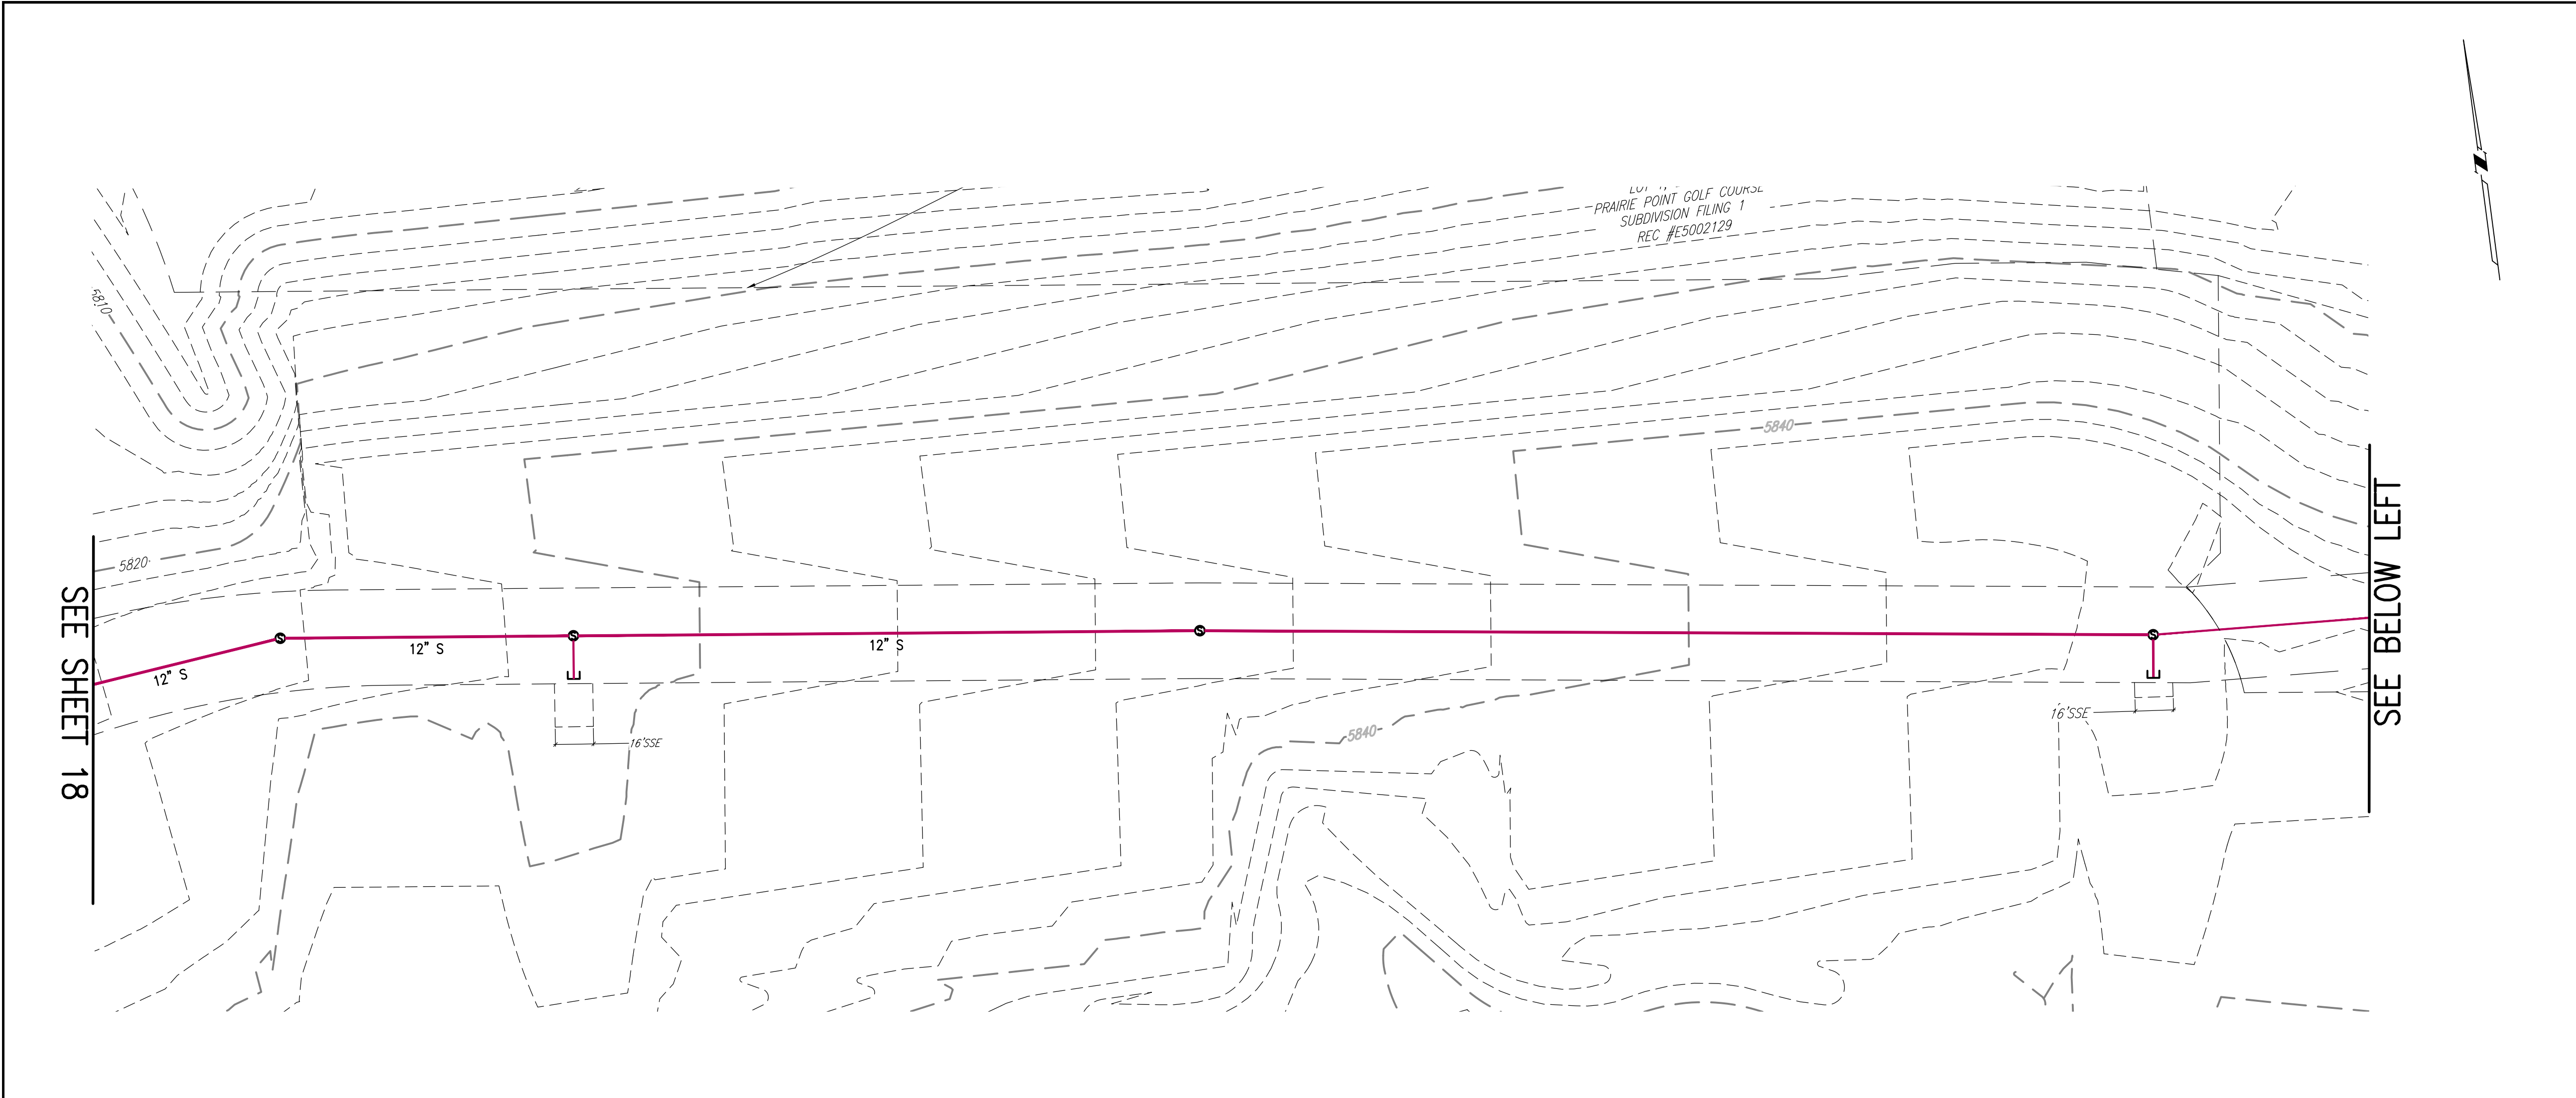 PRAIRIE POINT GOLF COURSE
SUBDIVISION FILING 1
REC #E5002129
5810
5840
5820
SEE SHEET 18
SEE BELOW LEFT
12" S
12" S
12" S
16'SSE
16'SSE
5840
S
S
S
S